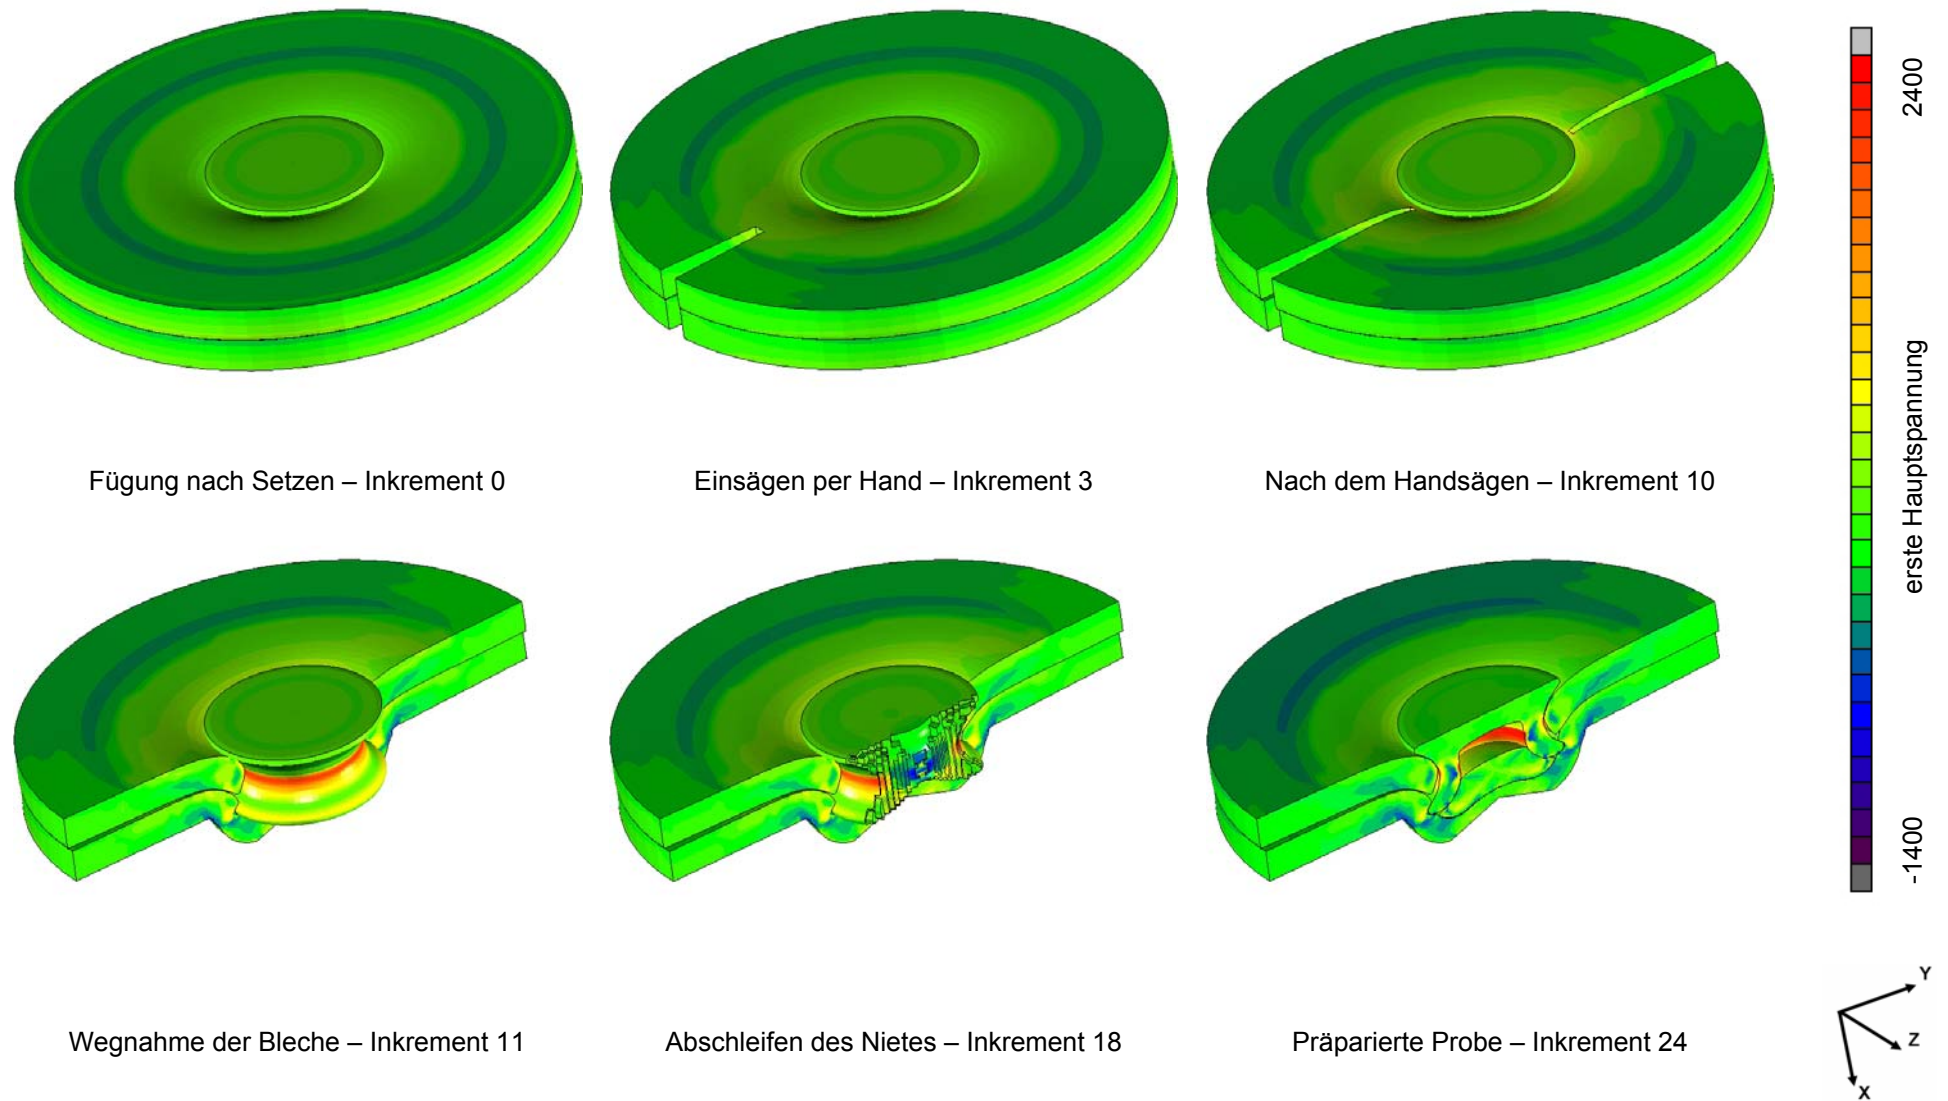 Fügung nach Setzen – Inkrement 0
Einsägen per Hand – Inkrement 3
Nach dem Handsägen – Inkrement 10
Wegnahme der Bleche – Inkrement 11
Abschleifen des Nietes – Inkrement 18
Präparierte Probe – Inkrement 24
2400
erste Hauptspannung
-1400
Y
Z
X